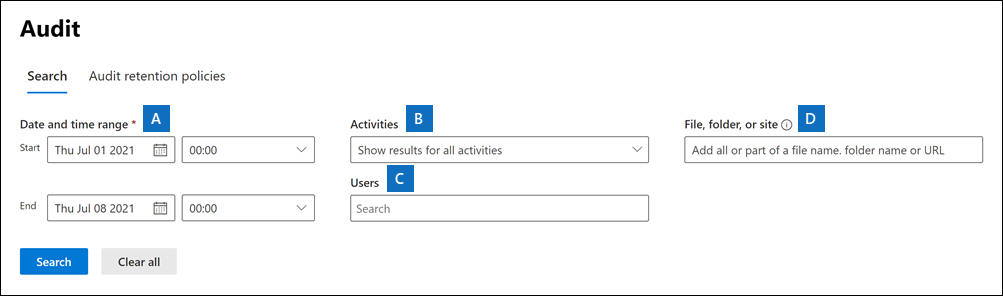 Audit
Search Audit retention policies
Date and time range * A Activities B File, folder, or site D
Start Thu Jul 01 2021 00:00 Show results for all activities Add all or part of a file name. folder name or URL
Users C
End Thu Jul 08 2021 00:00 Search
Search Clear all